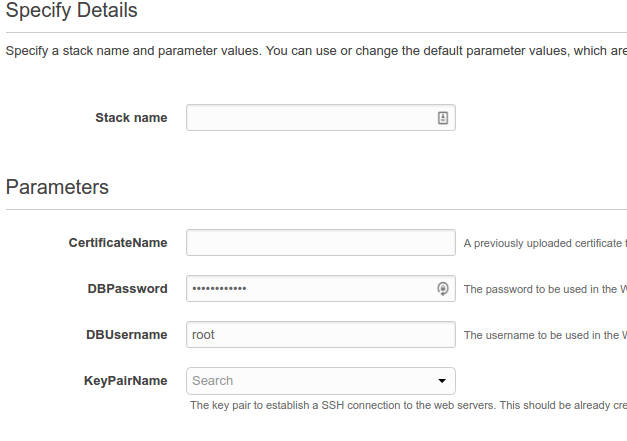 Specify Details
Specify a stack name and parameter values. You can use or change the default parameter values, which are
Stack name
Parameters
CertificateName
A previously uploaded certificate
DBPassword ••••••••••••
The password to be used in the
DBUsername root
The username to be used in the
KeyPairName Search
The key pair to establish a SSH connection to the web servers. This should be already